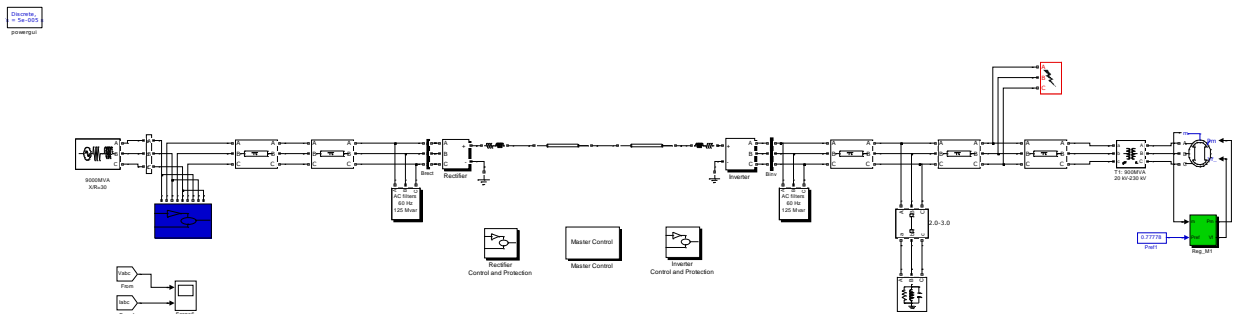 Discrete,
= 5e-005
powergui
A
B
C
9000MVA
X/R=30
Brect
Rectifier
AC filters
60 Hz
125 Mvar
Inverter
Binv
AC filters
60 Hz
125 Mvar
2.0-3.0
T1: 900MVA
20 kV-230 kV
m
Pm
0.77778
Pref1
Pref
Reg_M1
Rectifier
Control and Protection
Master Control
Master Control
Inverter
Control and Protection
Vabc
From
Iabc